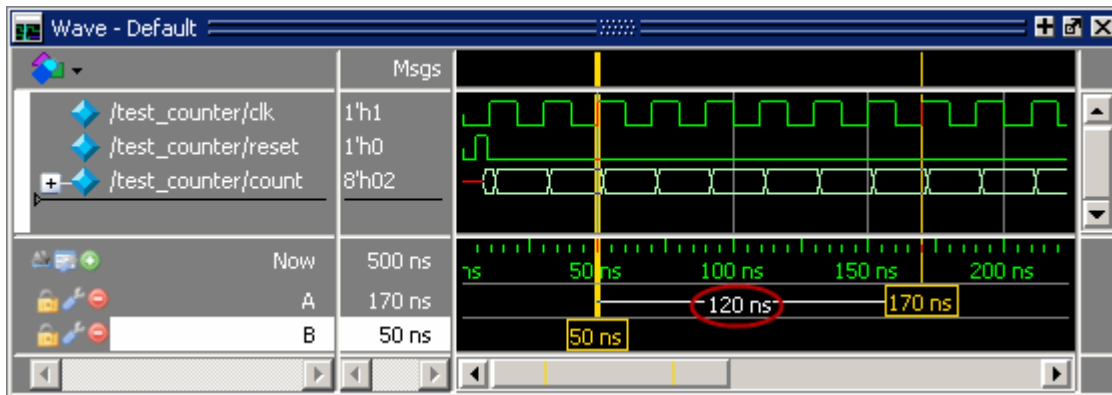 Wave - Default
Msgs
/test_counter/clk 1'h1
/test_counter/reset 1'h0
/test_counter/count 8'h02
Now 500 ns ns 50 ns 100 ns 150 ns 200 ns
A 170 ns 120 ns 170 ns
B 50 ns 50 ns